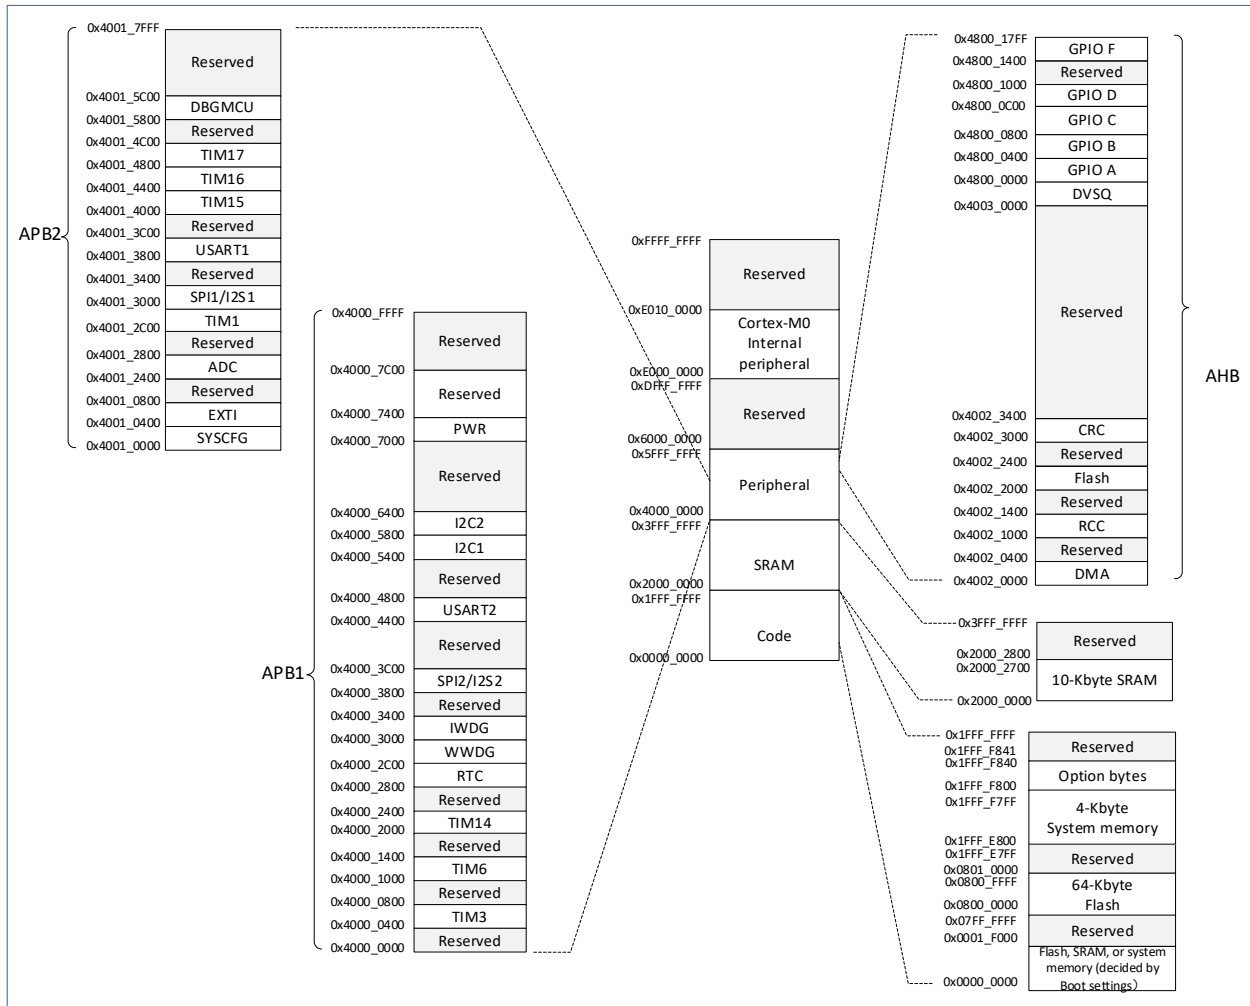 0x4001_7FFF
Reserved
0x4001_5C00
DBGMCU
0x4001_5800
Reserved
0x4001_4C00
TIM17
0x4001_4800
TIM16
0x4001_4400
TIM15
0x4001_4000
Reserved
0x4001_3C00
USART1
0x4001_3800
Reserved
0x4001_3400
SPI1/I2S1
0x4001_3000
TIM1
0x4001_2C00
Reserved
0x4001_2800
ADC
0x4001_2400
Reserved
0x4001_0800
EXTI
0x4001_0400
SYSCFG
0x4001_0000
APB2
0x4000_FFFF
Reserved
0x4000_7C00
Reserved
0x4000_7400
PWR
0x4000_7000
Reserved
0x4000_6400
I2C2
0x4000_5800
I2C1
0x4000_5400
Reserved
0x4000_4800
USART2
0x4000_4400
Reserved
0x4000_3C00
SPI2/I2S2
0x4000_3800
Reserved
0x4000_3400
IWDG
0x4000_3000
WWDG
0x4000_2C00
RTC
0x4000_2800
Reserved
0x4000_2400
TIM14
0x4000_2000
Reserved
0x4000_1400
TIM6
0x4000_1000
Reserved
0x4000_0800
TIM3
0x4000_0400
Reserved
0x4000_0000
APB1
0xFFFF_FFFF
Reserved
0xE010_0000
Cortex-M0
Internal
peripheral
0xE000_0000
0xDFFF_FFFF
Reserved
0x6000_0000
0x5FFF_FFFF
Peripheral
0x4000_0000
0x3FFF_FFFF
SRAM
0x2000_0000
0x1FFF_FFFF
Code
0x0000_0000
0x4800_17FF
GPIO F
0x4800_1400
Reserved
0x4800_1000
GPIO D
0x4800_0C00
GPIO C
0x4800_0800
GPIO B
0x4800_0400
GPIO A
0x4800_0000
DVSQ
0x4003_0000
Reserved
0x4002_3400
CRC
0x4002_3000
Reserved
0x4002_2400
Flash
0x4002_2000
Reserved
0x4002_1400
RCC
0x4002_1000
Reserved
0x4002_0400
DMA
0x4002_0000
AHB
0x3FFF_FFFF
Reserved
0x2000_2800
0x2000_2700
10-Kbyte SRAM
0x2000_0000
0x1FFF_FFFF
Reserved
0x1FFF_F841
0x1FFF_F840
Option bytes
0x1FFF_F800
0x1FFF_F7FF
4-Kbyte
System memory
0x1FFF_E800
0x1FFF_E7FF
Reserved
0x0801_0000
0x0800_FFFF
64-Kbyte
Flash
0x0800_0000
0x07FF_FFFF
Reserved
0x0001_F000
Flash, SRAM, or system
memory (decided by
Boot settings)
0x0000_0000